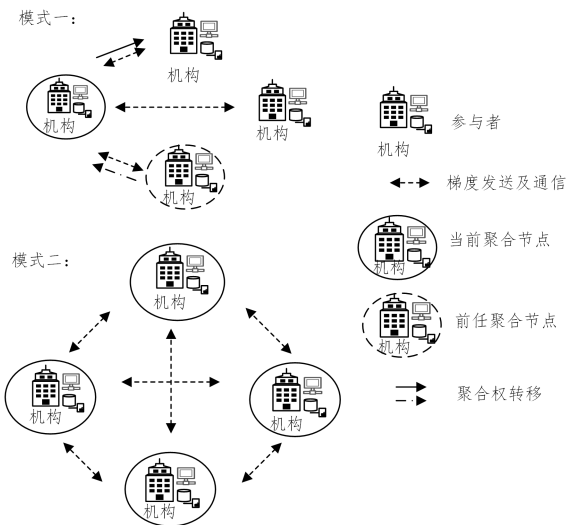 模式一：
机构
机构
机构
机构
参与者
机构
梯度发送及通信
当前聚合节点
机构
模式二：
机构
前任聚合节点
机构
机构
机构
聚合权转移
机构